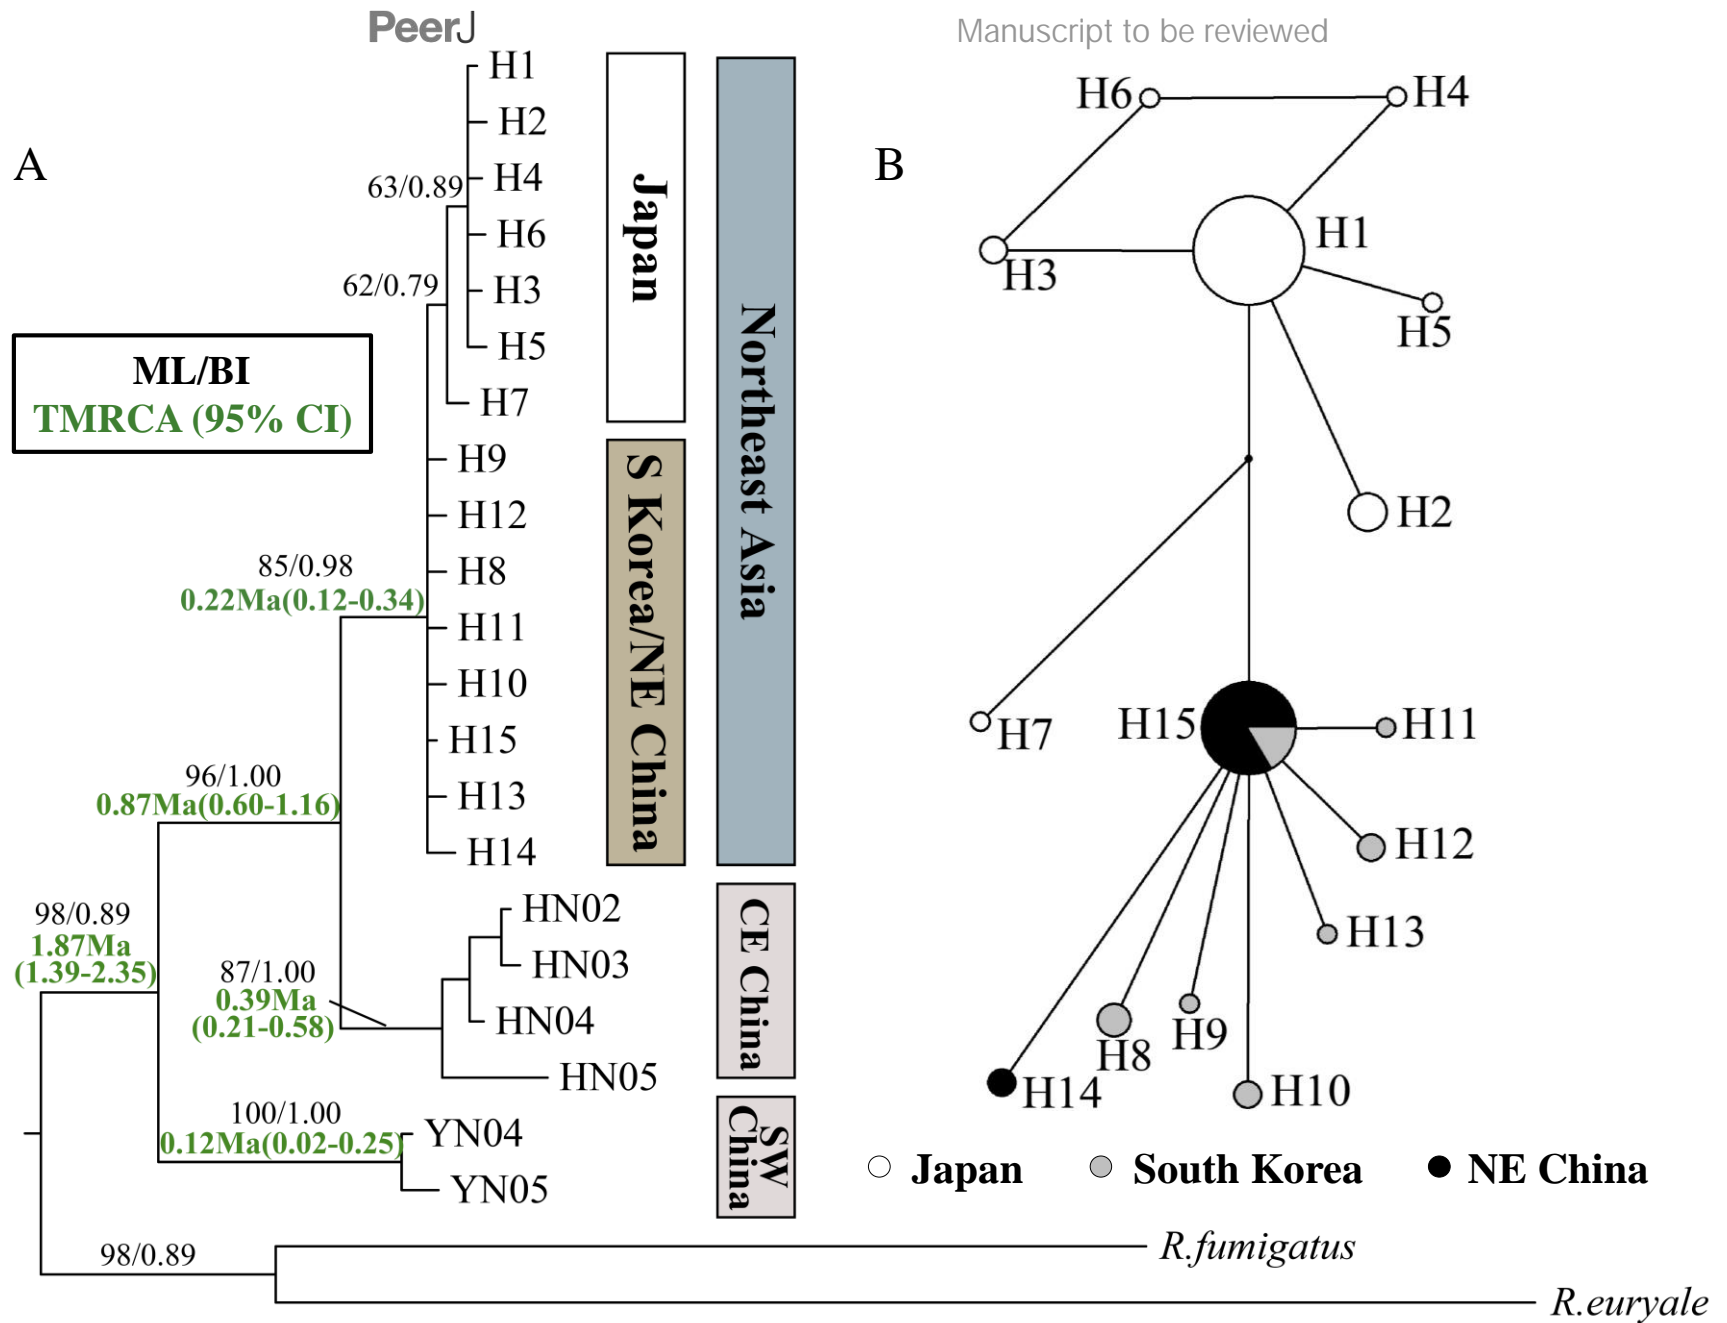 PeerJ
Manuscript to be reviewed
A
H1
H2
H4
H6
H3
H5
H7
H9
H12
H8
H11
H10
H15
H13
H14
HN02
HN03
HN04
HN05
YN04
YN05
R.fumigatus
R.euryale
63/0.89
62/0.79
ML/BI
TMRCA (95% CI)
85/0.98
0.22Ma(0.12-0.34)
96/1.00
0.87Ma(0.60-1.16)
98/0.89
1.87Ma
(1.39-2.35)
87/1.00
0.39Ma
(0.21-0.58)
100/1.00
0.12Ma(0.02-0.25)
98/0.89
Japan
S Korea/NE China
Northeast Asia
CE China
SW
China
B
H6
H4
H1
H3
H5
H2
H7
H15
H11
H12
H13
H9
H8
H14
H10
Japan
South Korea
NE China